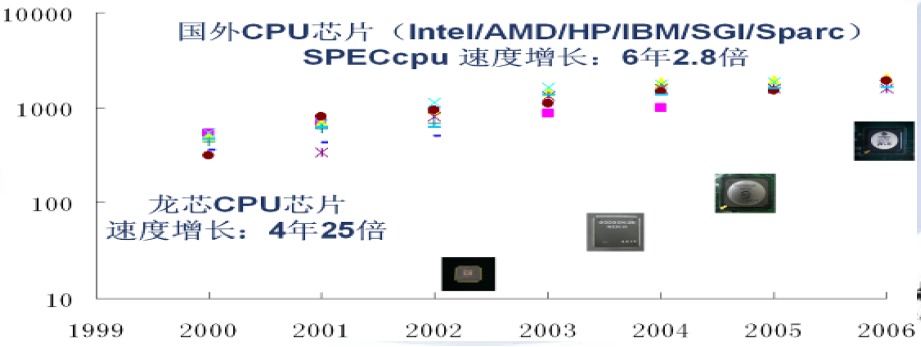 国外CPU芯片（Intel/AMD/HP/IBM/SGI/Sparc）
SPECcpu 速度增长：6年2.8倍
龙芯CPU芯片
速度增长：4年25倍
10000
1000
100
10
1999 2000 2001 2002 2003 2004 2005 2006